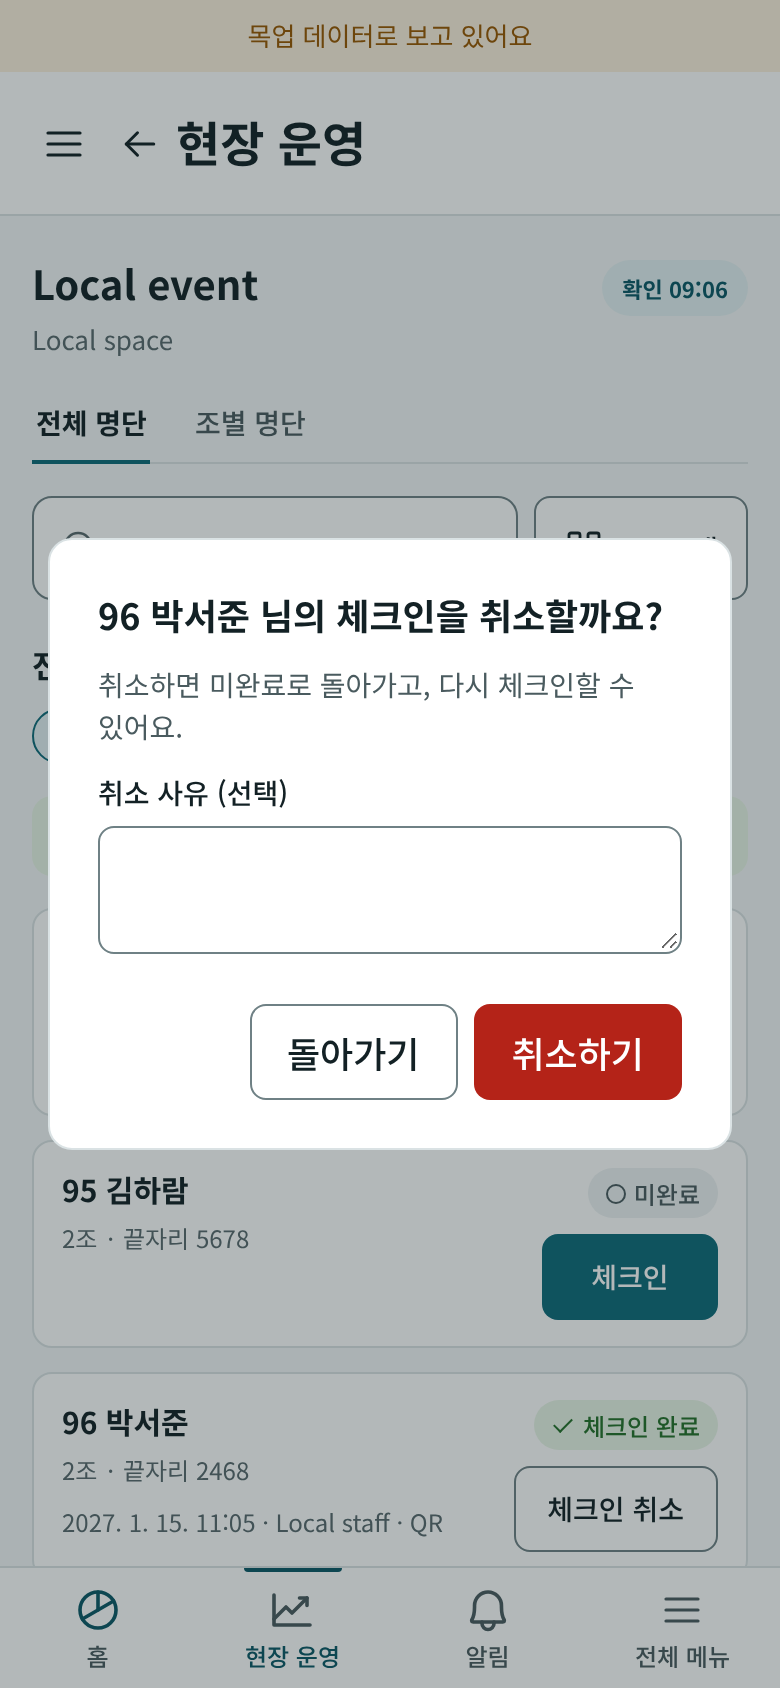 목업 데이터로 보고 있어요
현장 운영
Local event
확인 09:06
Local space
전체 명단
조별 명단
96 박서준 님의 체크인을 취소할까요?
취소하면 미완료로 돌아가고, 다시 체크인할 수
있어요.
취소 사유 (선택)
돌아가기
취소하기
95 김하람
미완료
2조 · 끝자리 5678
체크인
96 박서준
체크인 완료
2조 · 끝자리 2468
2027. 1. 15. 11:05 · Local staff · QR
체크인 취소
홈
현장 운영
알림
전체 메뉴